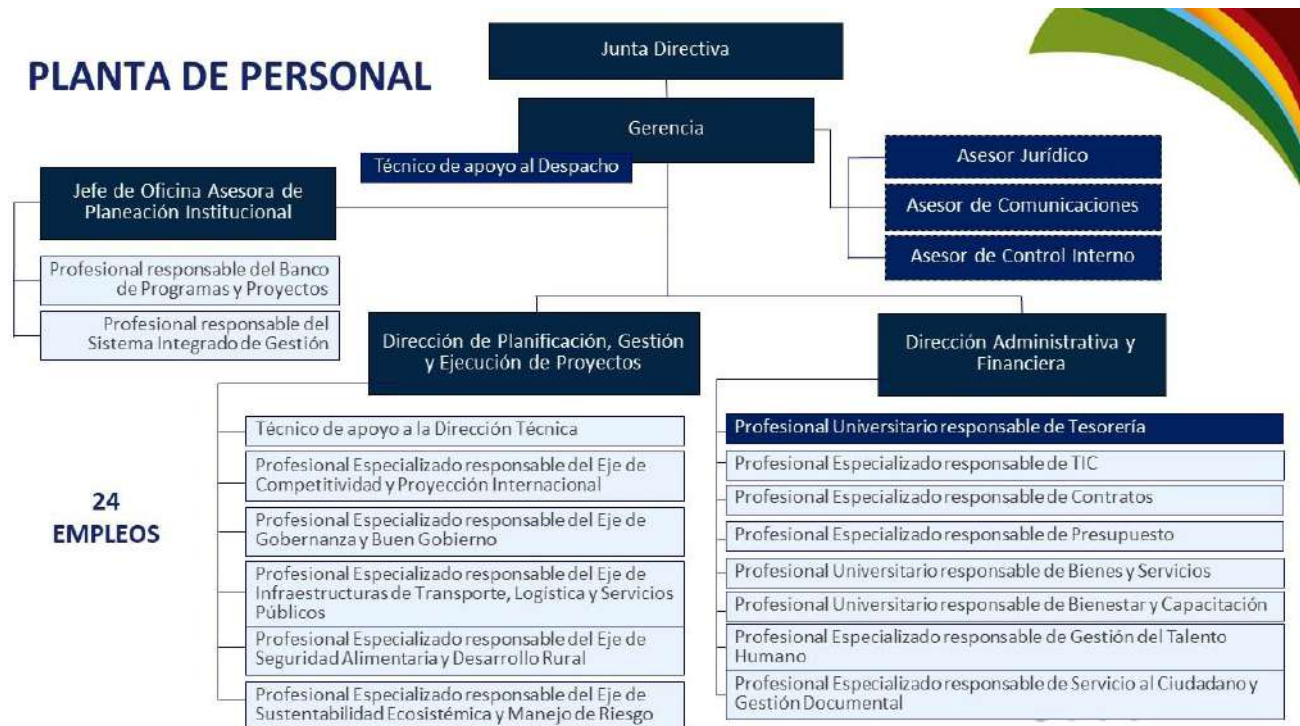 PLANTA DE PERSONAL
Junta Directiva
Gerencia
Técnico de apoyo al Despacho
Asesor Jurídico
Asesor de Comunicaciones
Asesor de Control Interno
Jefe de Oficina Asesora de
Planeación Institucional
Profesional responsable del Banco
de Programas y Proyectos
Profesional responsable del
Sistema Integrado de Gestión
Dirección de Planificación, Gestión
y Ejecución de Proyectos
Técnico de apoyo a la Dirección Técnica
Profesional Especializado responsable del Eje de
Competitividad y Proyección Internacional
Profesional Especializado responsable del Eje de
Gobernanza y Buen Gobierno
Profesional Especializado responsable del Eje de
Infraestructuras de Transporte, Logística y Servicios
Públicos
Profesional Especializado responsable del Eje de
Seguridad Alimentaria y Desarrollo Rural
Profesional Especializado responsable del Eje de
Sustentabilidad Ecosistémica y Manejo de Riesgo
Dirección Administrativa y
Financiera
Profesional Universitario responsable de Tesorería
Profesional Especializado responsable de TIC
Profesional Especializado responsable de Contratos
Profesional Especializado responsable de Presupuesto
Profesional Universitario responsable de Bienes y Servicios
Profesional Universitario responsable de Bienestar y Capacitación
Profesional Especializado responsable de Gestión del Talento
Humano
Profesional Especializado responsable de Servicio al Ciudadano y
Gestión Documental
24
EMPLEOS